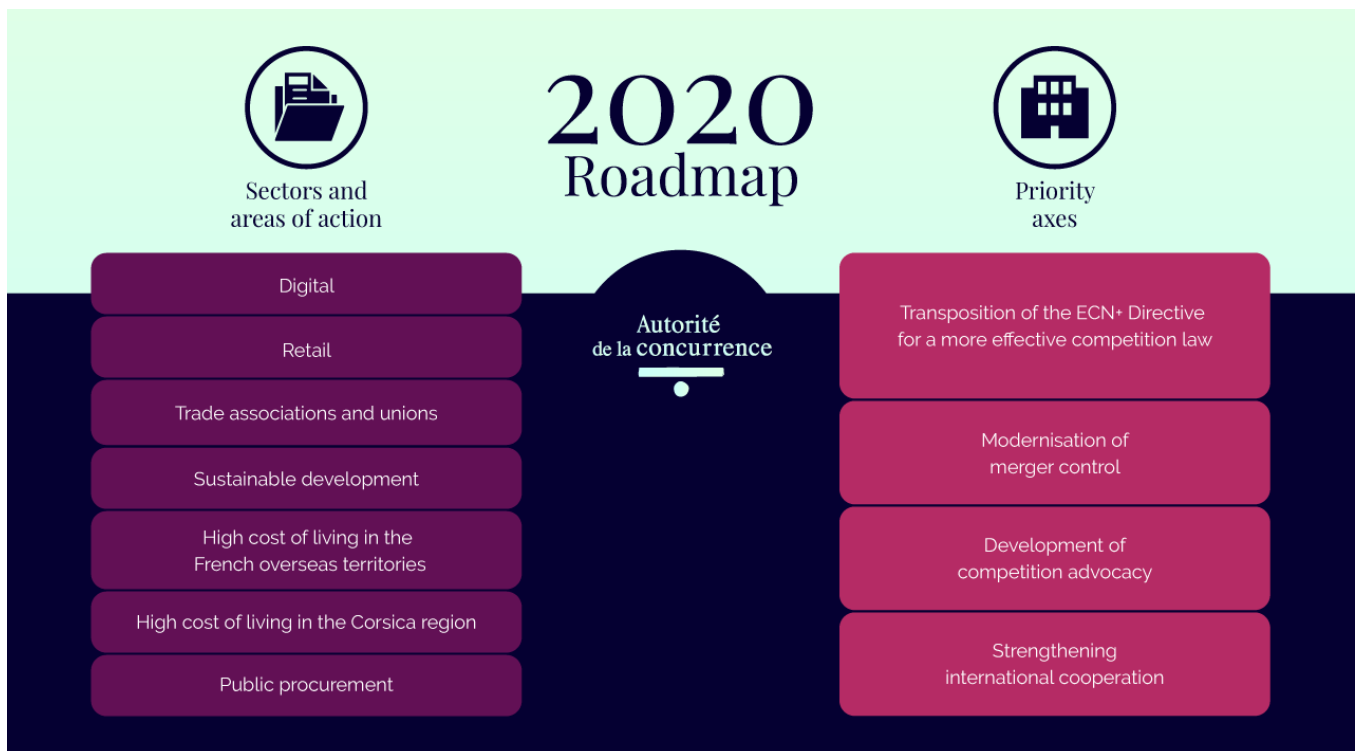 2020
Roadmap
Sectors and
areas of action
Digital
Retail
Trade associations and unions
Sustainable development
High cost of living in the
French overseas territories
High cost of living in the Corsica region
Public procurement
Autorité
de la concurrence
Priority
axes
Transposition of the ECN+ Directive
for a more effective competition law
Modernisation of
merger control
Development of
competition advocacy
Strengthening
international cooperation